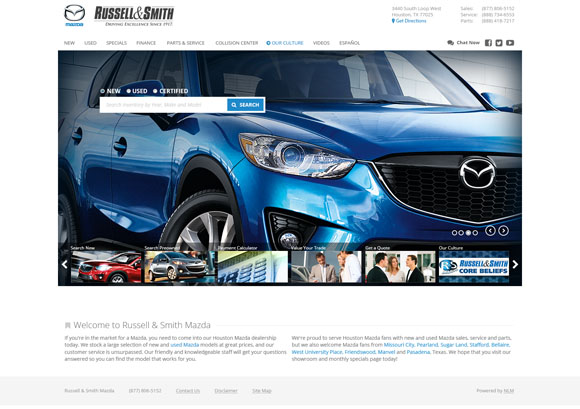 mazda
RUSSELL&SMITH
DRIVING EXCELLENCE SINCE 1957
3440 South Loop West
Houston, TX 77025
Get Directions
Sales: (877) 806-5152
Service: (888) 754-6553
Parts: (888) 418-7217
NEW USED SPECIALS FINANCE PARTS & SERVICE COLLISION CENTER OUR CULTURE VIDEOS ESPAÑOL
Chat Now
NEW USED CERTIFIED
Search Inventory by Year, Make and Model
SEARCH
Search New
Search Preowned
Payment Calculator
Value Your Trade
Get a Quote
Our Culture
RUSSELL&SMITH
CORE BELIEFS
Welcome to Russell & Smith Mazda
If you're in the market for a Mazda, you need to come into our Houston Mazda dealership
today. We stock a large selection of new and used Mazda models at great prices, and our
customer service is unsurpassed. Our friendly and knowledgeable staff will get your questions
answered so you can find the model that works for you.
We're proud to serve Houston Mazda fans with new and used Mazda sales, service and parts,
but we also welcome Mazda fans from Missouri City, Pearland, Sugar Land, Stafford, Bellaire,
West University Place, Friendswood, Manvel and Pasadena, Texas. We hope that you visit our
showroom and monthly specials page today!
Russell & Smith Mazda (877) 806-5152 Contact Us Disclaimer Site Map
Powered by NLM